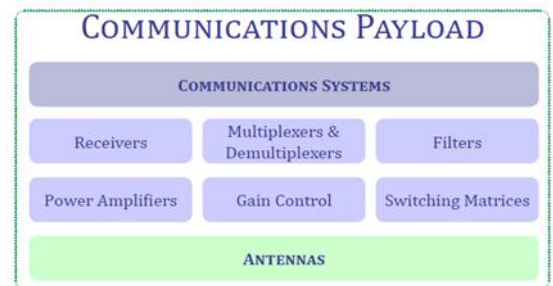 COMMUNICATIONS PAYLOAD
COMMUNICATIONS SYSTEMS
Receivers
Multiplexers &
Demultiplexers
Filters
Power Amplifiers
Gain Control
Switching Matrices
ANTENNAS